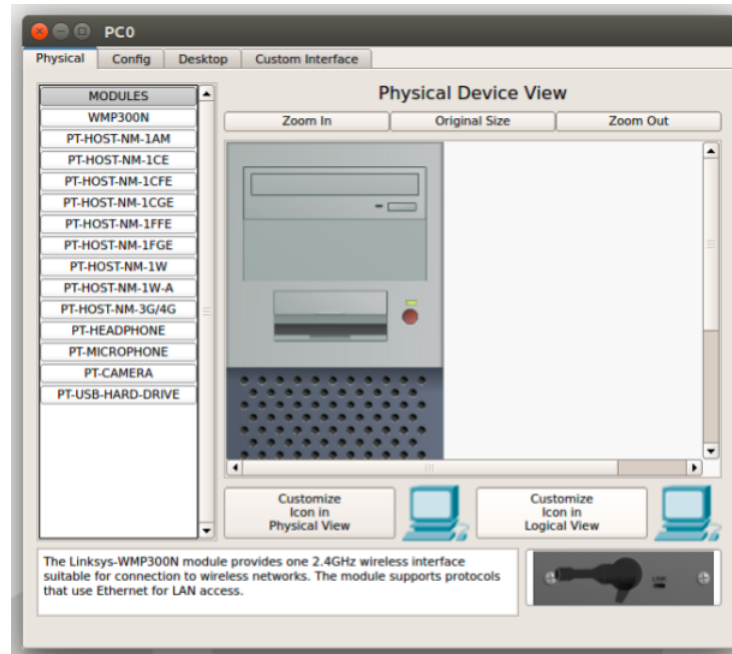 PC0
Physical Config Desktop Custom Interface
MODULES
WMP300N
PT-HOST-NM-1AM
PT-HOST-NM-1CE
PT-HOST-NM-1CFE
PT-HOST-NM-1CGE
PT-HOST-NM-1FFE
PT-HOST-NM-1FGE
PT-HOST-NM-1W
PT-HOST-NM-1W-A
PT-HOST-NM-3G/4G
PT-HEADPHONE
PT-MICROPHONE
PT-CAMERA
PT-USB-HARD-DRIVE
Physical Device View
Zoom In Original Size Zoom Out
Customize
Icon in
Physical View
Customize
Icon in
Logical View
The Linksys-WMP300N module provides one 2.4GHz wireless interface
suitable for connection to wireless networks. The module supports protocols
that use Ethernet for LAN access.
LINK